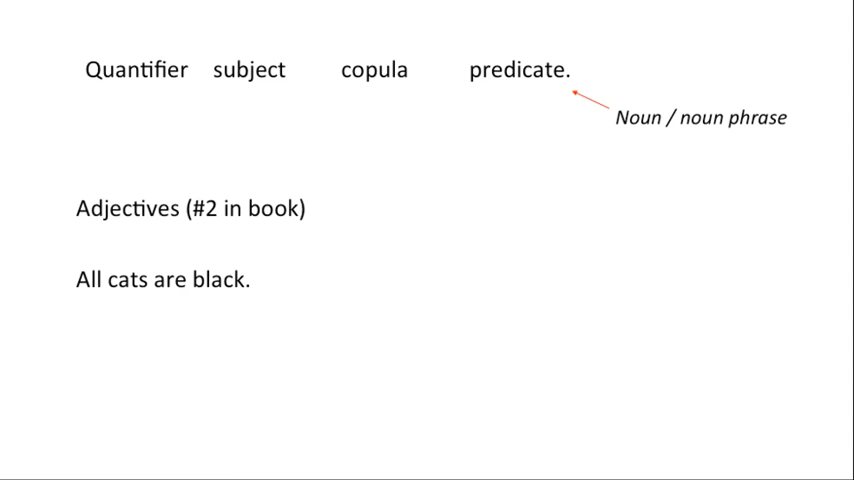 Quantifier subject copula predicate.
Noun / noun phrase
Adjectives (#2 in book)
All cats are black.